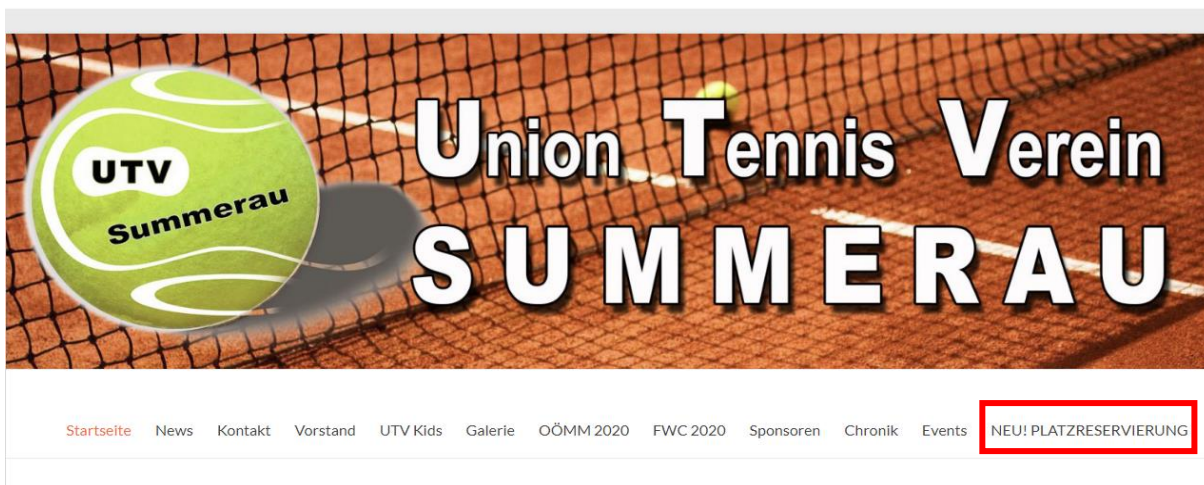 UTV
Summerau
Union Tennis Verein
SUMMERAU
Startseite News Kontakt Vorstand UTV Kids Galerie OÖMM 2020 FWC 2020 Sponsoren Chronik Events NEU! PLATZRESERVIERUNG